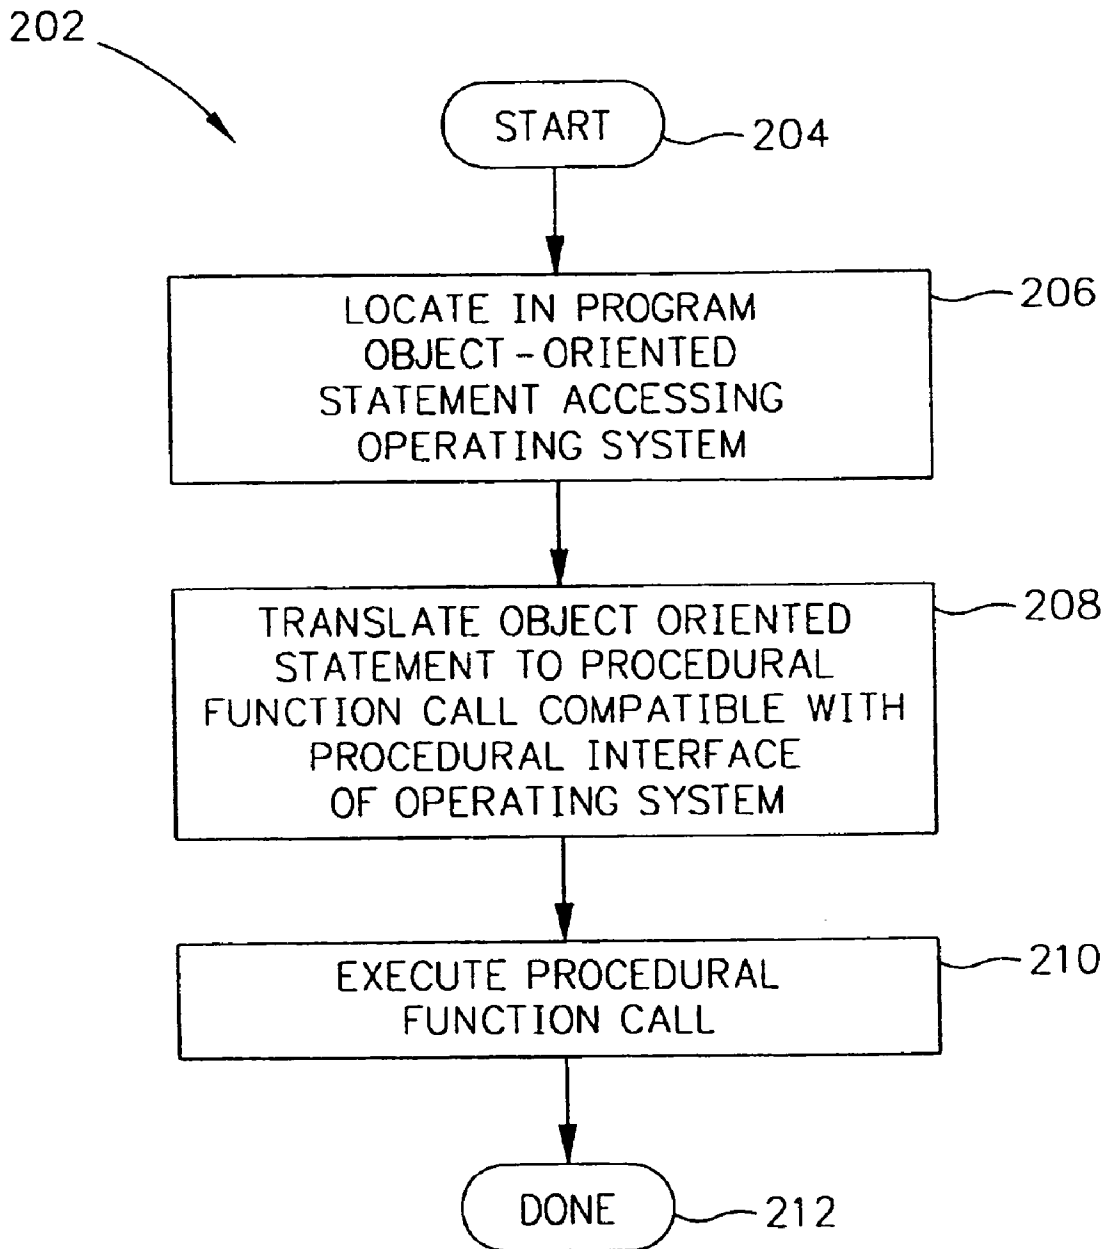 202
START
204
LOCATE IN PROGRAM
OBJECT-ORIENTED
STATEMENT ACCESSING
OPERATING SYSTEM
206
TRANSLATE OBJECT ORIENTED
STATEMENT TO PROCEDURAL
FUNCTION CALL COMPATIBLE WITH
PROCEDURAL INTERFACE
OF OPERATING SYSTEM
208
EXECUTE PROCEDURAL
FUNCTION CALL
210
DONE
212